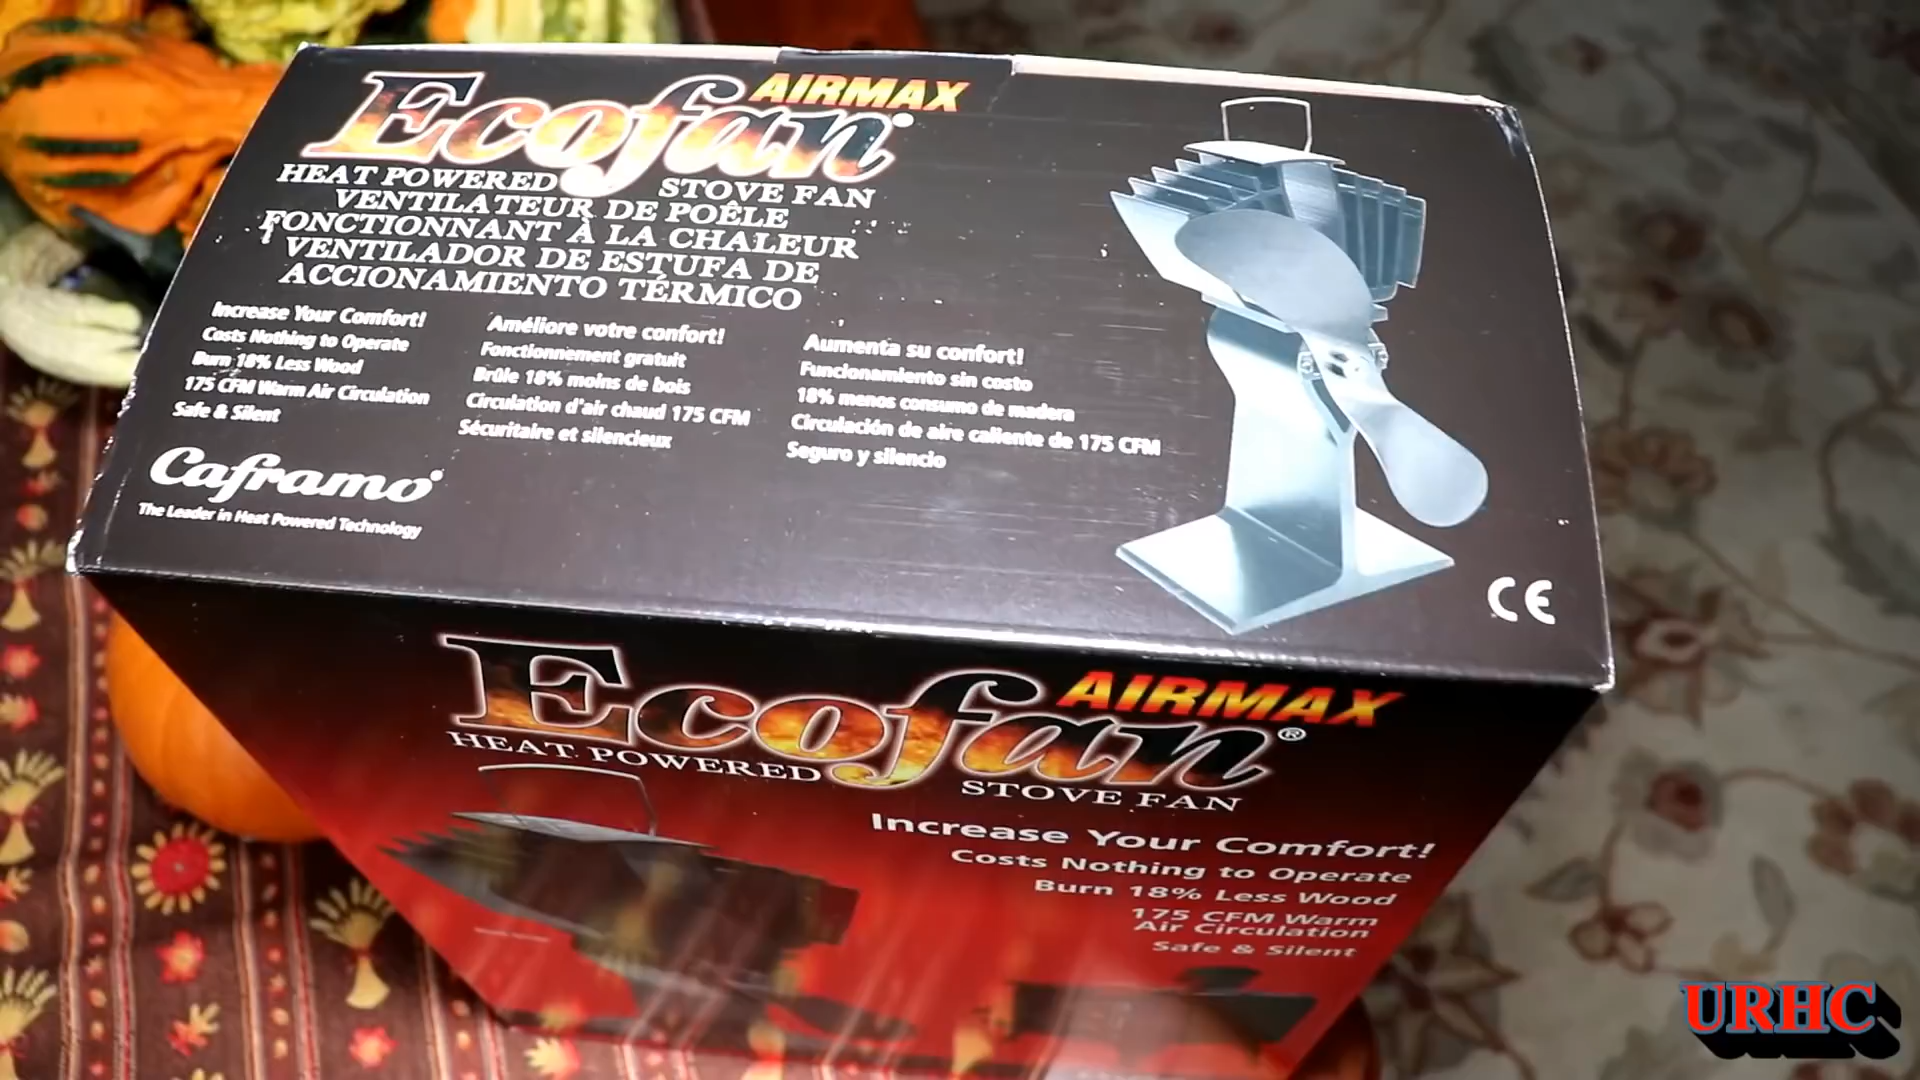 Ecofan AIRMAX
HEAT POWERED STOVE FAN
VENTILATEUR DE POÊLE
FONCTIONNANT À LA CHALEUR
VENTILADOR DE ESTUFA DE
ACCIONAMIENTO TÉRMICO
Increase Your Comfort!
Costs Nothing to Operate
Burn 18% Less Wood
175 CFM Warm Air Circulation
Safe & Silent
Améliore votre confort!
Fonctionnement gratuit
Brûle 18% moins de bois
Circulation d'air chaud 175 CFM
Sécuritaire et silencieux
Aumenta su confort!
Funcionamiento sin costo
18% menos consumo de madera
Circulación de aire caliente de 175 CFM
Seguro y silencio
Caframo
The Leader in Heat Powered Technology
CE
Ecofan® AIRMAX
HEAT POWERED STOVE FAN
Increase Your Comfort!
Costs Nothing to Operate
Burn 18% Less Wood
175 CFM Warm
Air Circulation
Safe & Silent
URHC